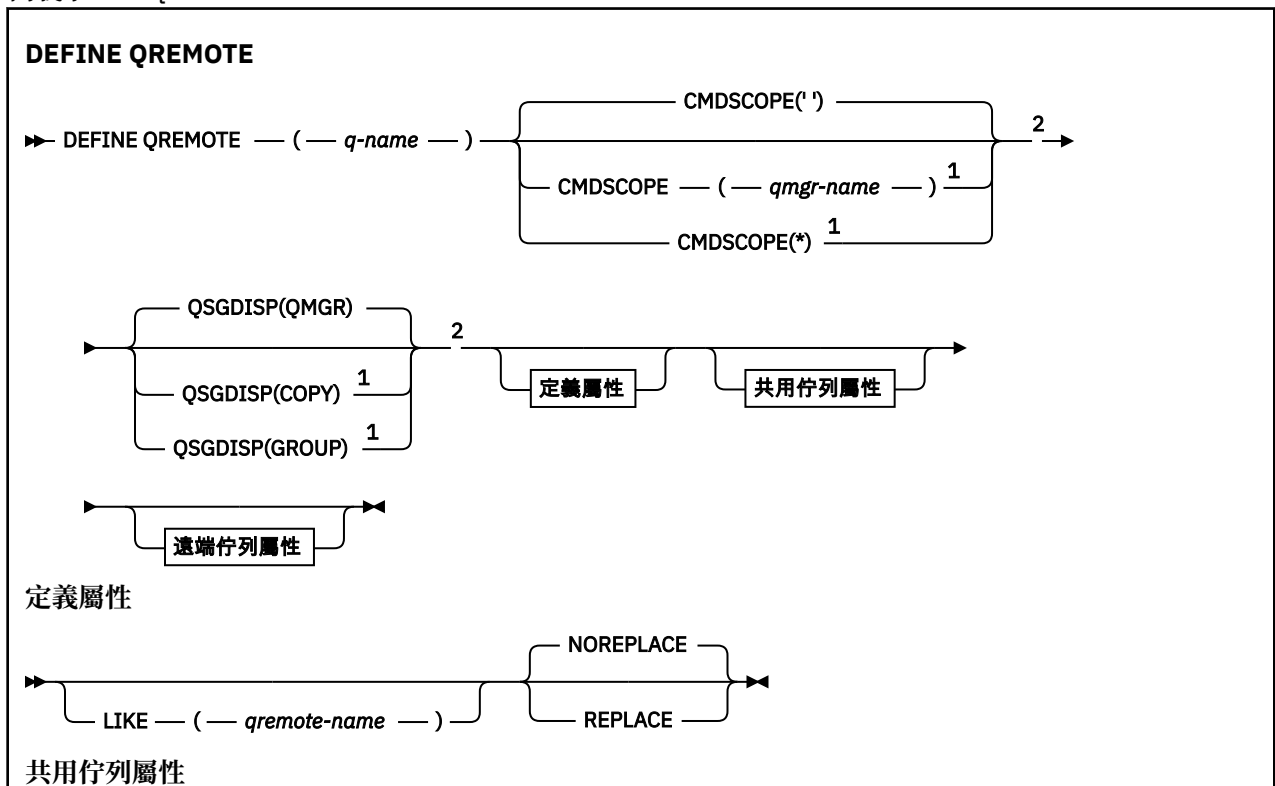 DEFINE QREMOTE
CMDSCOPE(' ')
DEFINE QREMOTE ( q-name ) 2
CMDSCOPE ( qmgr-name ) 1
CMDSCOPE(*) 1
QSGDISP(QMGR) 2
QSGDISP(COPY) 1 定義屬性 共用佇列屬性
QSGDISP(GROUP) 1
遠端佇列屬性
定義屬性
NOREPLACE
LIKE ( qremote-name ) REPLACE
共用佇列屬性